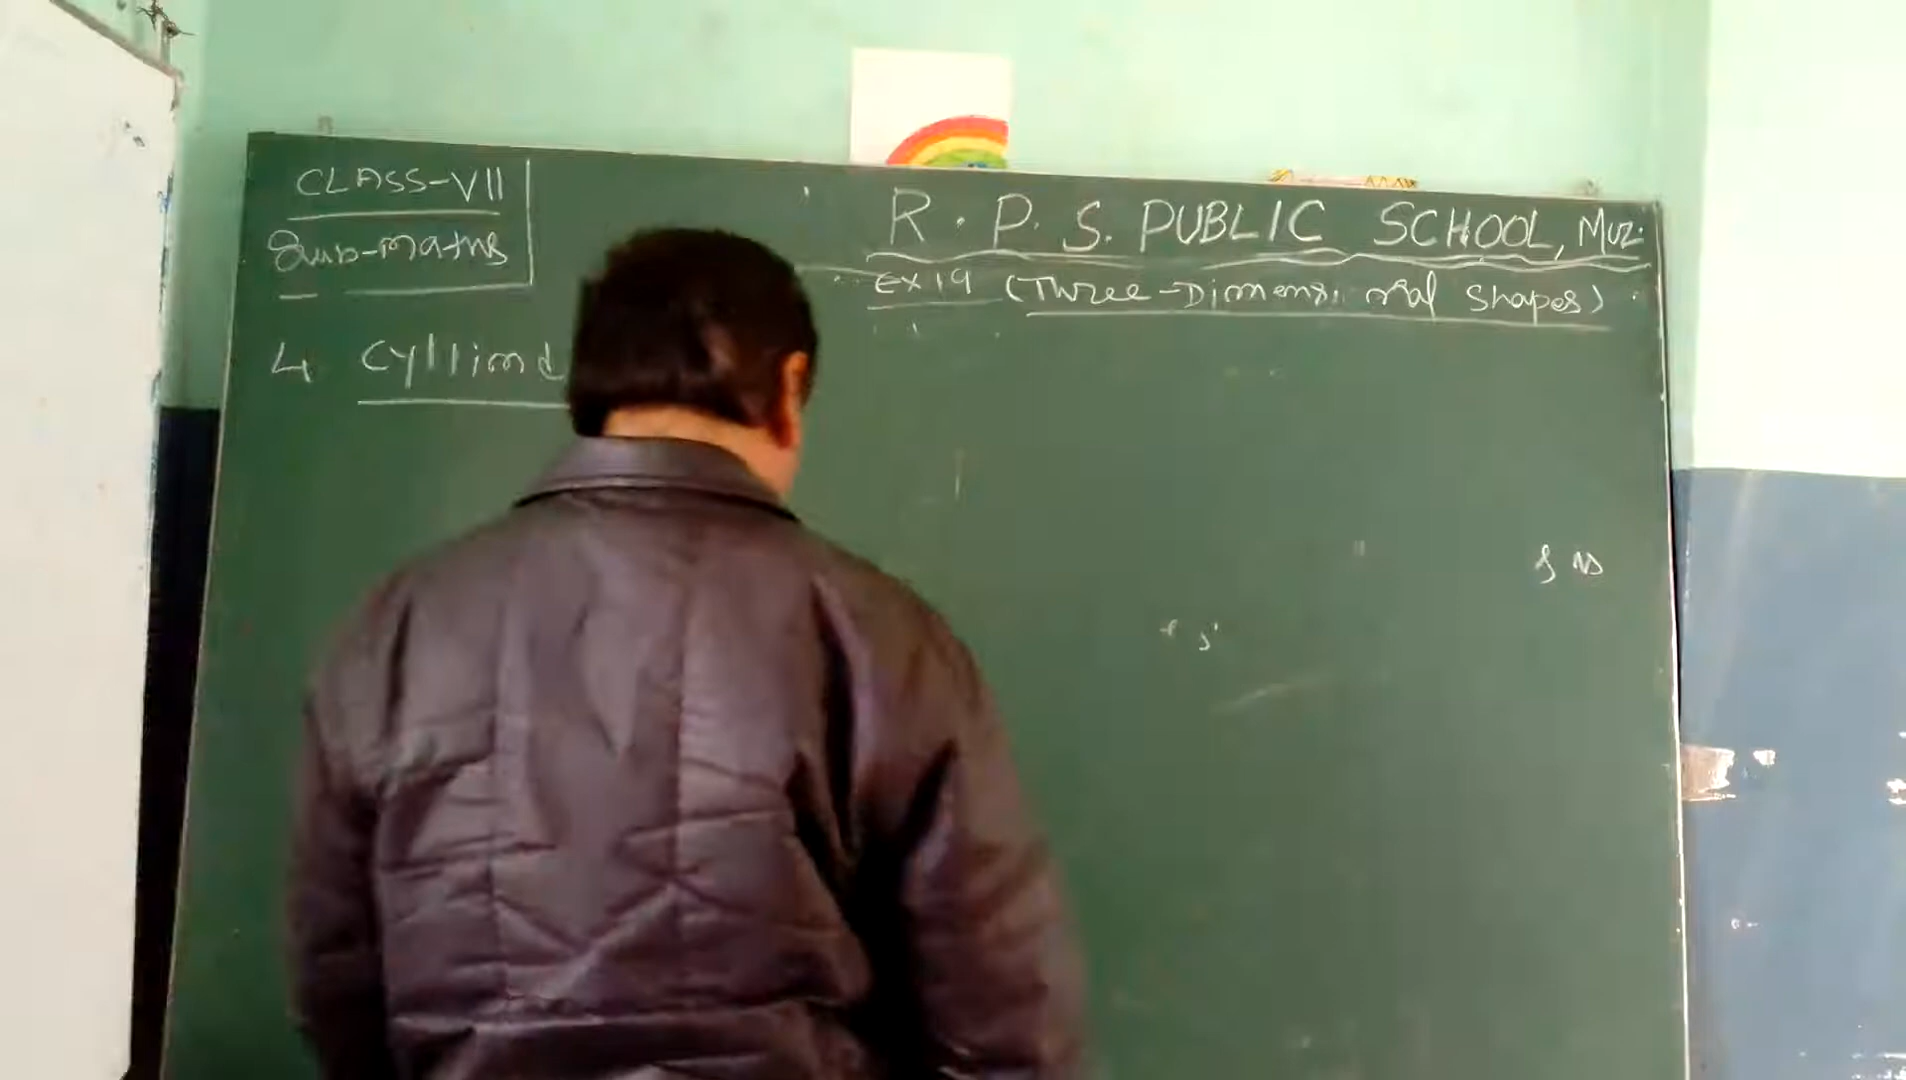 CLASS-VII
Sub-Maths
R. P. S. PUBLIC SCHOOL, MUZ.
EX 19 (Three-Dimensional Shapes)
4 Cyllind